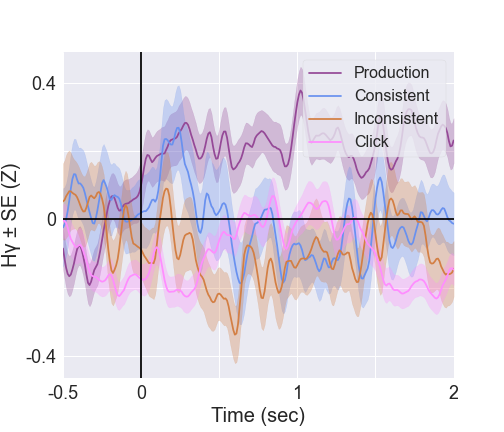 Hγ ± SE (Z)
0.4
0
-0.4
Production
Consistent
Inconsistent
Click
-0.5
0
1
2
Time (sec)